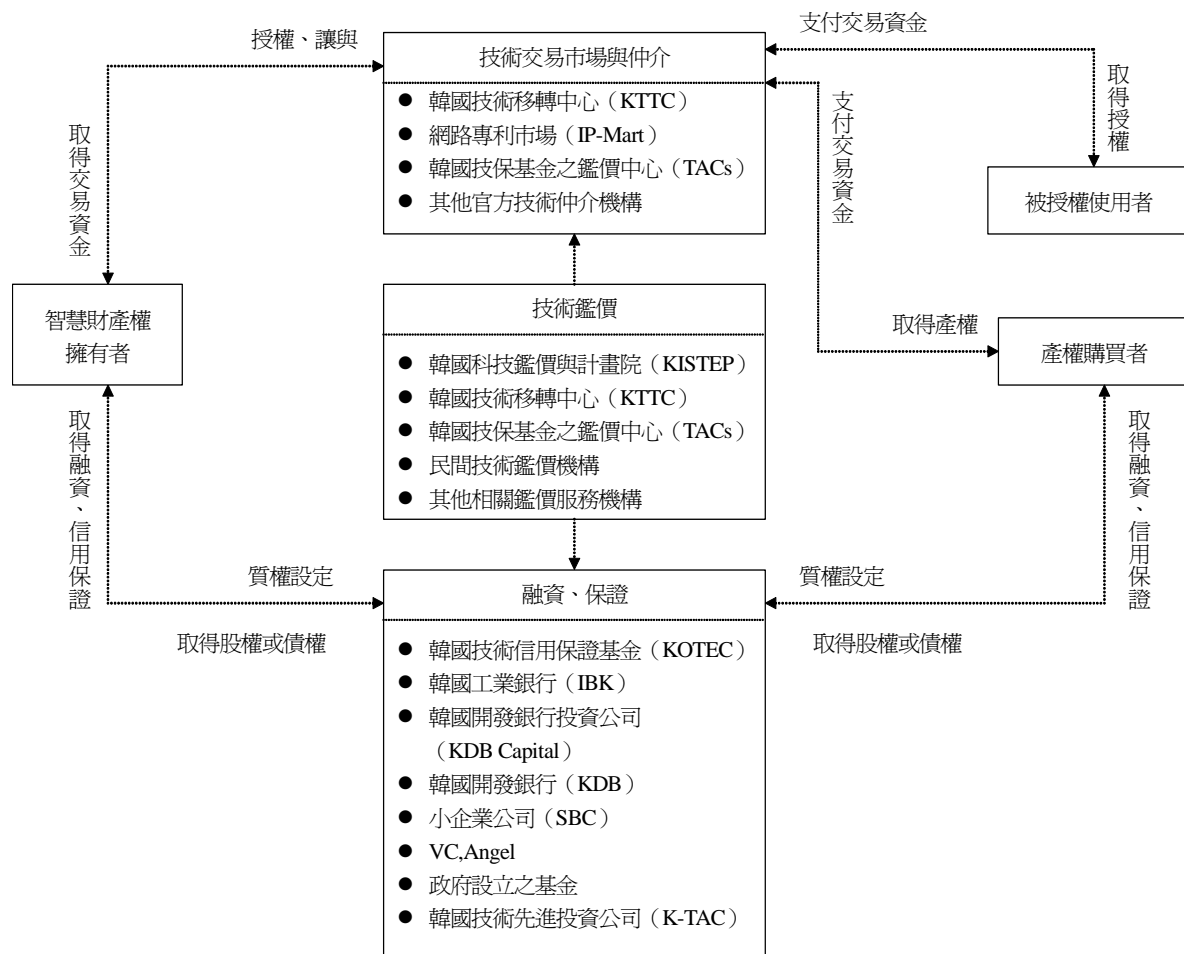 支付交易資金
授權、讓與
技術交易市場與仲介
● 韓國技術移轉中心（KTTC）
● 網路專利市場（IP-Mart）
● 韓國技保基金之鑑價中心（TACs）
● 其他官方技術仲介機構
取得交易資金
支付交易資金
取得授權
被授權使用者
智慧財產權
擁有者
技術鑑價
● 韓國科技鑑價與計畫院（KISTEP）
● 韓國技術移轉中心（KTTC）
● 韓國技保基金之鑑價中心（TACs）
● 民間技術鑑價機構
● 其他相關鑑價服務機構
取得產權
產權購買者
取得融資、信用保證
取得融資、信用保證
質權設定
取得股權或債權
融資、保證
● 韓國技術信用保證基金（KOTEC）
● 韓國工業銀行（IBK）
● 韓國開發銀行投資公司
（KDB Capital）
● 韓國開發銀行（KDB）
● 小企業公司（SBC）
● VC,Angel
● 政府設立之基金
● 韓國技術先進投資公司（K-TAC）
質權設定
取得股權或債權